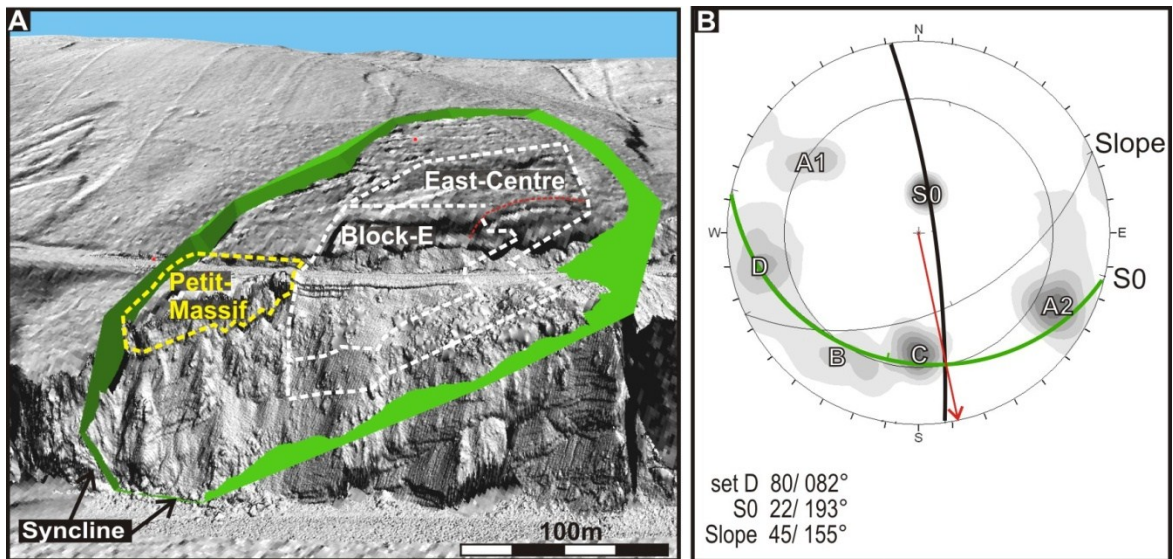 A
East-Centre
Block-E
Petit-
Massif
Syncline
100m
B
N
Slope
A1
S0
W
E
D
S0
A2
B
C
S
set D 80/ 082°
S0 22/ 193°
Slope 45/ 155°